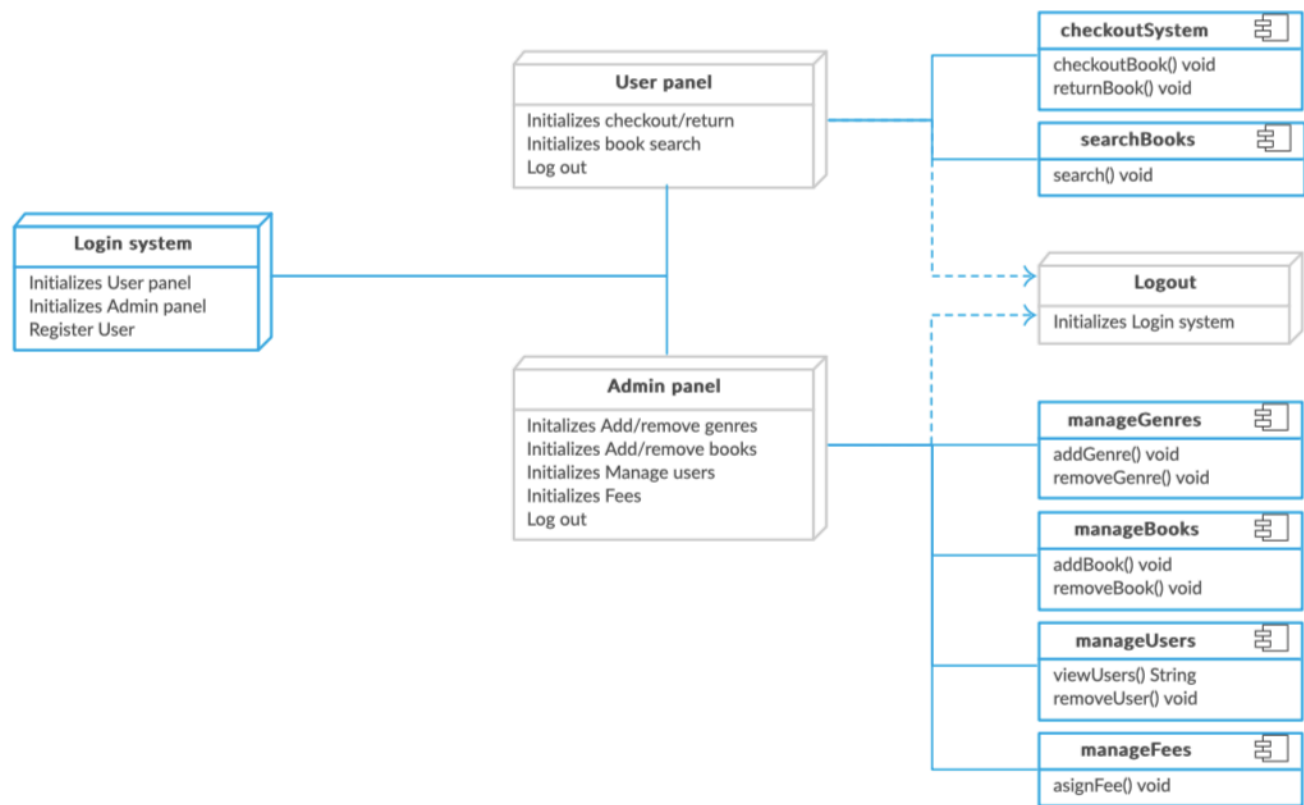 checkoutSystem
checkoutBook() void
returnBook() void
User panel
Initializes checkout/return
Initializes book search
Log out
searchBooks
search() void
Login system
Initializes User panel
Initializes Admin panel
Register User
Logout
Initializes Login system
Admin panel
Initalizes Add/remove genres
Initializes Add/remove books
Initializes Manage users
Initializes Fees
Log out
manageGenres
addGenre() void
removeGenre() void
manageBooks
addBook() void
removeBook() void
manageUsers
viewUsers() String
removeUser() void
manageFees
asignFee() void